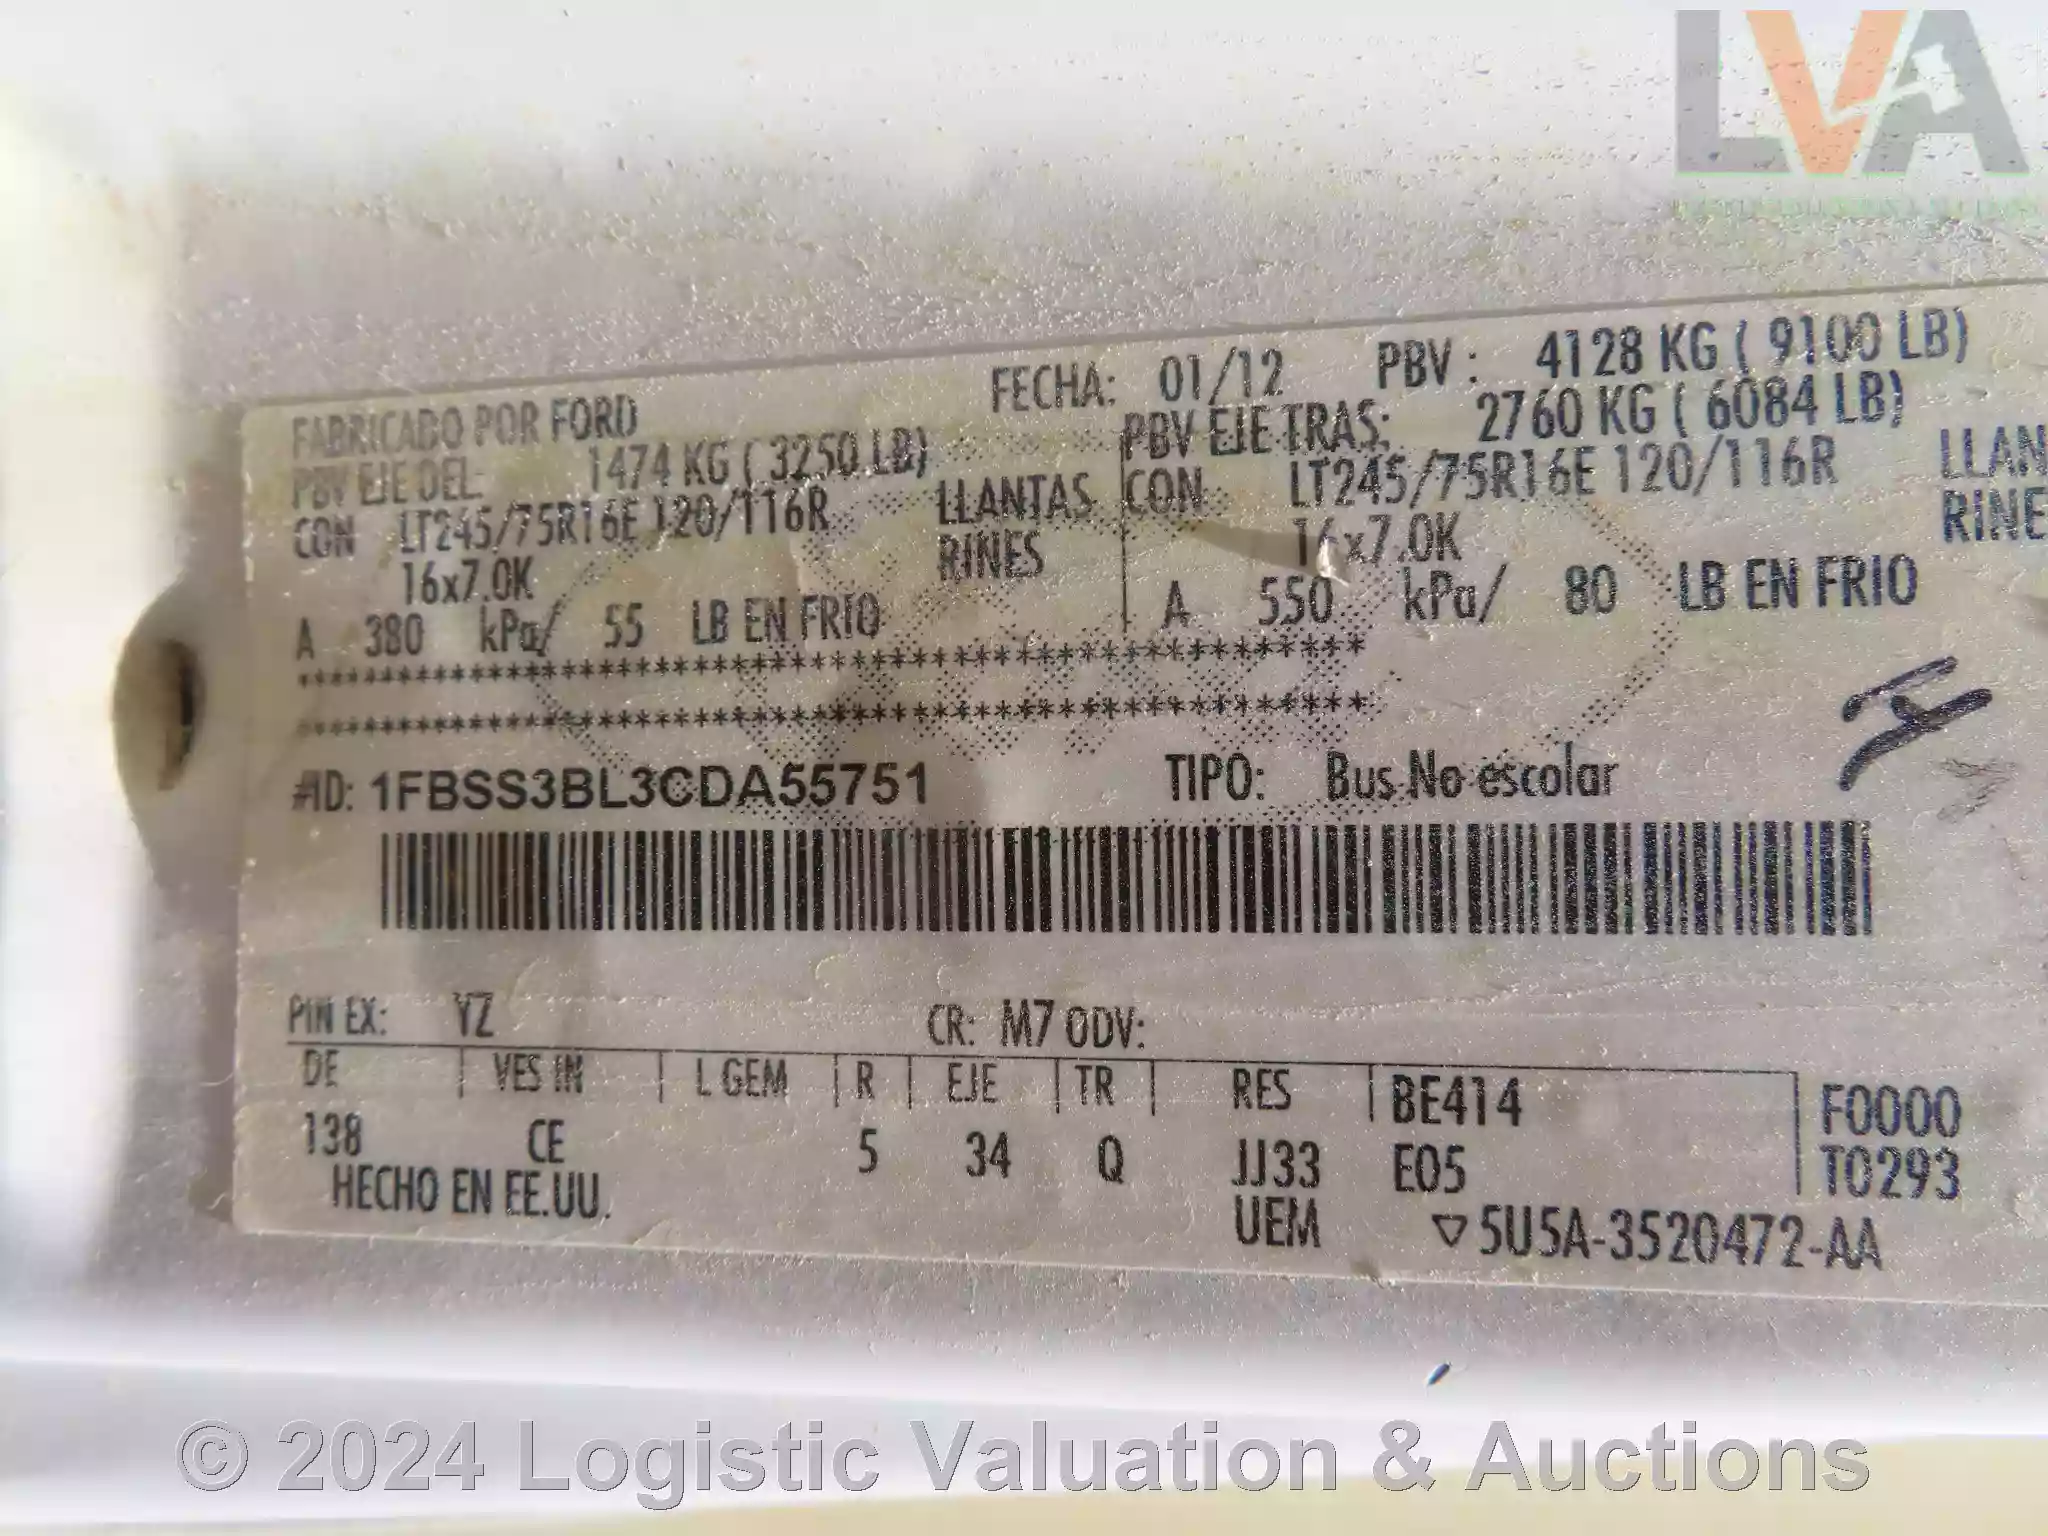 LVA
FABRICADO POR FORD FECHA: 01/12 PBV: 4128 KG ( 9100 LB)
PBV EJE DEL: 1474 KG ( 3250 LB) PBV EJE TRAS: 2760 KG ( 6084 LB)
CON LT245/75R16E 120/116R LLANTAS CON LT245/75R16E 120/116R LLAN
16x7.0K RINES 16x7.0K RINE
A 380 kPa/ 55 LB EN FRIO A 550 kPa/ 80 LB EN FRIO
#ID: 1FBSS3BL3CDA55751 TIPO: Bus No escolar
PIN EX: YZ CR: M7 ODV:
DE VES IN L GEM R EJE TR RES BE414 F0000
138 CE 5 34 Q JJ33 E05 T0293
HECHO EN EE.UU. UEM ▽5U5A-3520472-AA
© 2024 Logistic Valuation & Auctions